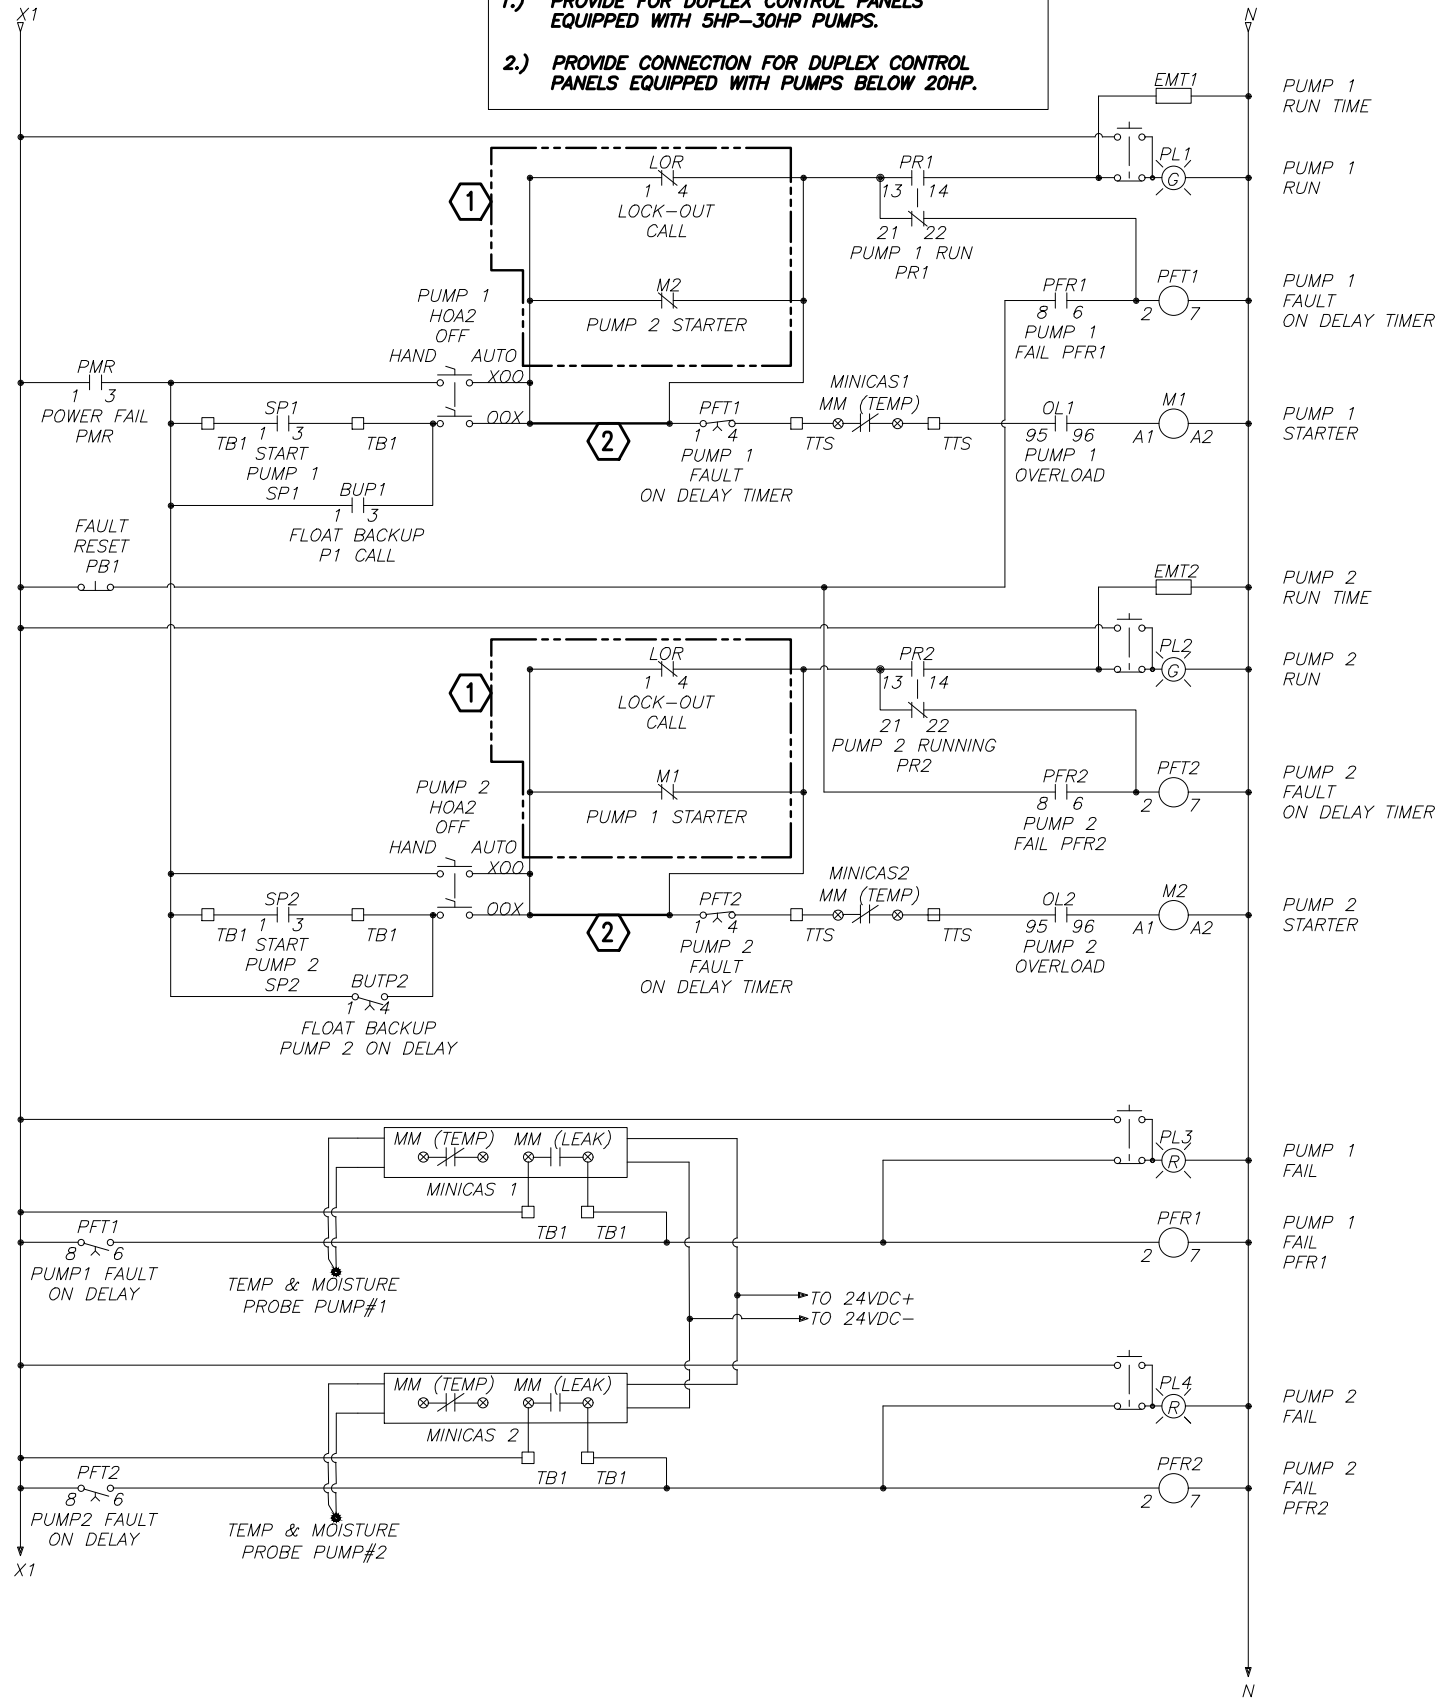 X1
N
1.) PROVIDE FOR DUPLEX CONTROL PANELS
EQUIPPED WITH 5HP-30HP PUMPS.
2.) PROVIDE CONNECTION FOR DUPLEX CONTROL
PANELS EQUIPPED WITH PUMPS BELOW 20HP.
EMT1
PUMP 1
RUN TIME
LOR
1 4
LOCK-OUT
CALL
1
PR1
13 14
21 22
PUMP 1 RUN
PR1
PL1
G
PUMP 1
RUN
PUMP 1
HOA2
OFF
HAND AUTO
XOO
OOX
M2
PUMP 2 STARTER
PFR1
8 6
PUMP 1
FAIL PFR1
PFT1
2 7
PUMP 1
FAULT
ON DELAY TIMER
PMR
1 3
POWER FAIL
PMR
SP1
TB1 1 3 TB1
START
PUMP 1
SP1
BUP1
1 3
FLOAT BACKUP
P1 CALL
2
PFT1
1 4
PUMP 1
FAULT
ON DELAY TIMER
MINICAS1
MM (TEMP)
TTS TTS
OL1
95 96
PUMP 1
OVERLOAD
M1
A1 A2
PUMP 1
STARTER
FAULT
RESET
PB1
EMT2
PUMP 2
RUN TIME
LOR
1 4
LOCK-OUT
CALL
1
PR2
13 14
21 22
PUMP 2 RUNNING
PR2
PL2
G
PUMP 2
RUN
PUMP 2
HOA2
OFF
HAND AUTO
XOO
OOX
M1
PUMP 1 STARTER
PFR2
8 6
PUMP 2
FAIL PFR2
PFT2
2 7
PUMP 2
FAULT
ON DELAY TIMER
SP2
TB1 1 3 TB1
START
PUMP 2
SP2
BUTP2
1 4
FLOAT BACKUP
PUMP 2 ON DELAY
2
PFT2
1 4
PUMP 2
FAULT
ON DELAY TIMER
MINICAS2
MM (TEMP)
TTS TTS
OL2
95 96
PUMP 2
OVERLOAD
M2
A1 A2
PUMP 2
STARTER
MM (TEMP) MM (LEAK)
MINICAS 1
TB1 TB1
PL3
R
PUMP 1
FAIL
PFT1
8 6
PUMP1 FAULT
ON DELAY
TEMP & MOISTURE
PROBE PUMP#1
PFR1
2 7
PUMP 1
FAIL
PFR1
TO 24VDC+
TO 24VDC-
MM (TEMP) MM (LEAK)
MINICAS 2
TB1 TB1
PL4
R
PUMP 2
FAIL
PFT2
8 6
PUMP2 FAULT
ON DELAY
TEMP & MOISTURE
PROBE PUMP#2
PFR2
2 7
PUMP 2
FAIL
PFR2
X1
N